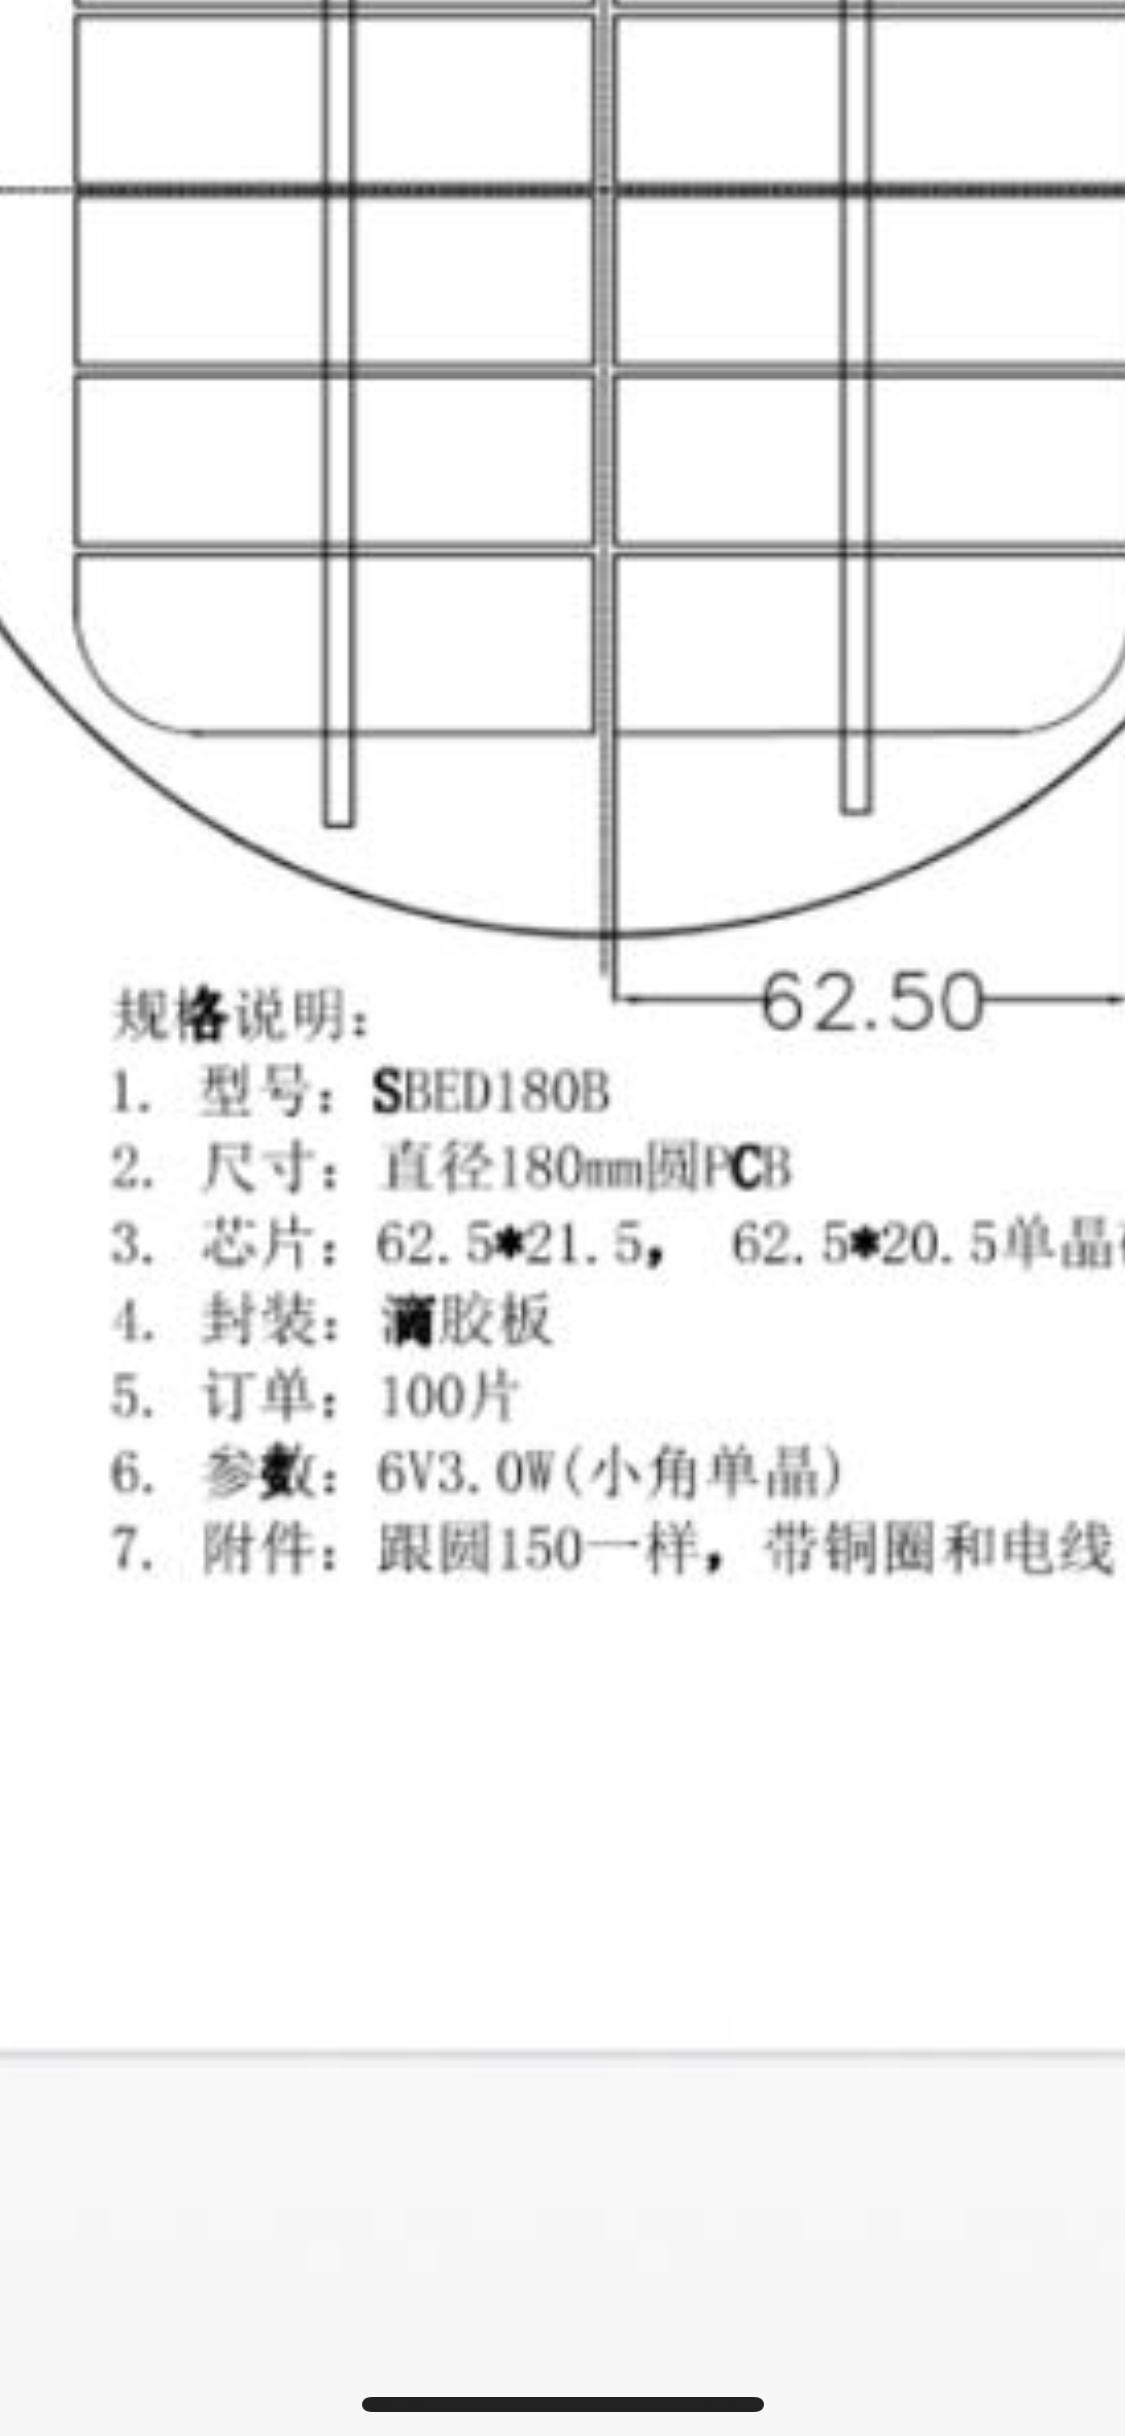 62.50
规格说明:
1. 型号: SBED180B
2. 尺寸: 直径180mm圆PCB
3. 芯片: 62.5*21.5, 62.5*20.5单晶
4. 封装: 滴胶板
5. 订单: 100片
6. 参数: 6V3.0W(小角单晶)
7. 附件: 跟圆150一样, 带铜圈和电线